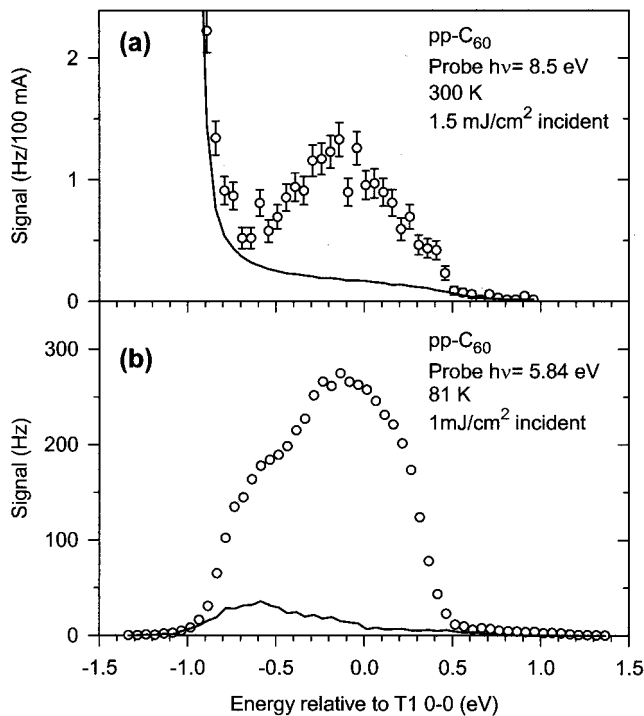 (a)
pp-C₆₀
Probe hν= 8.5 eV
300 K
1.5 mJ/cm² incident
Signal (Hz/100 mA)
2
1
0
(b)
pp-C₆₀
Probe hν= 5.84 eV
81 K
1mJ/cm² incident
Signal (Hz)
300
200
100
0
-1.5 -1.0 -0.5 0.0 0.5 1.0 1.5
Energy relative to T1 0-0 (eV)